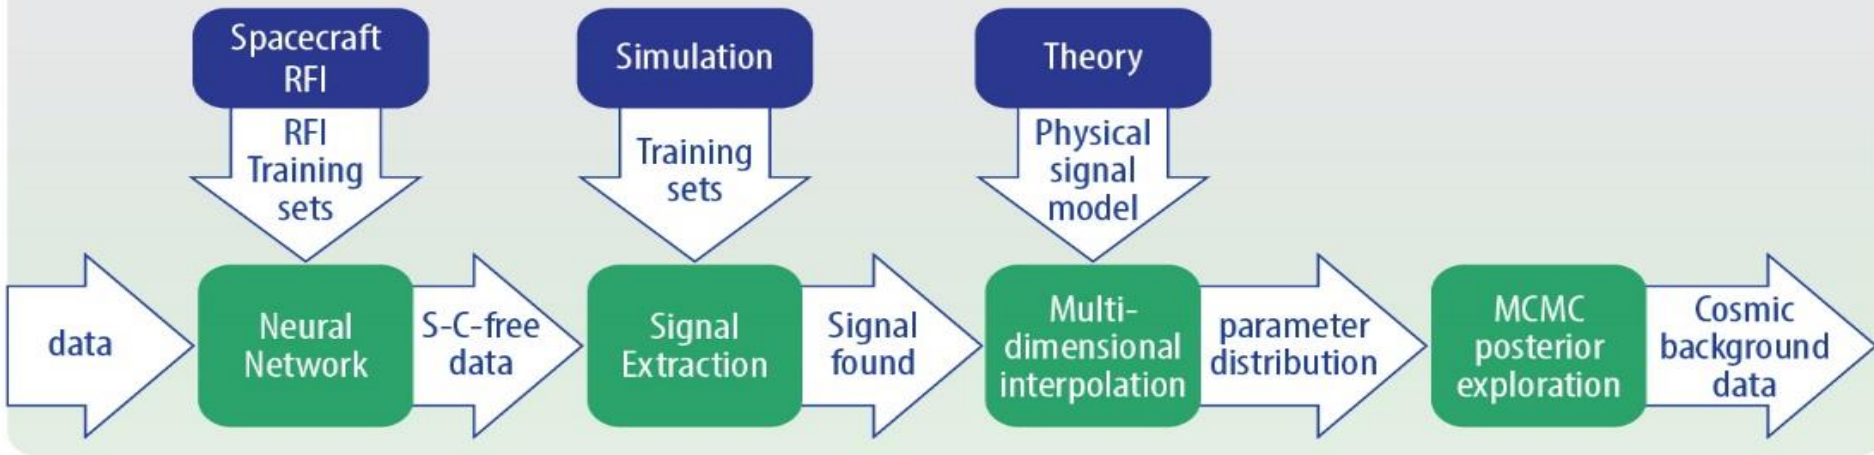 Spacecraft
RFI
Simulation
Theory
RFI
Training
sets
Training
sets
Physical
signal
model
data
Neural
Network
S-C-free
data
Signal
Extraction
Signal
found
Multi-
dimensional
interpolation
parameter
distribution
MCMC
posterior
exploration
Cosmic
background
data